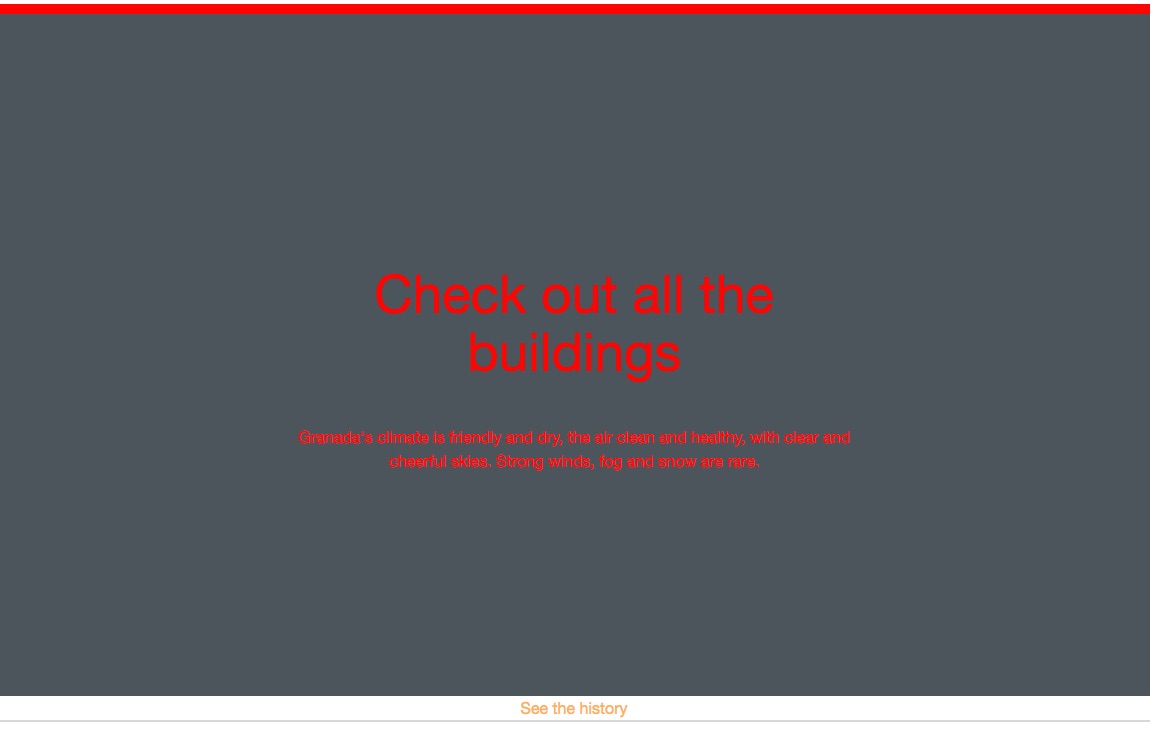 Check out all the
buildings
Granada's climate is friendly and dry, the air clean and healthy, with clear and
cheerful skies. Strong winds, fog and snow are rare.
See the history